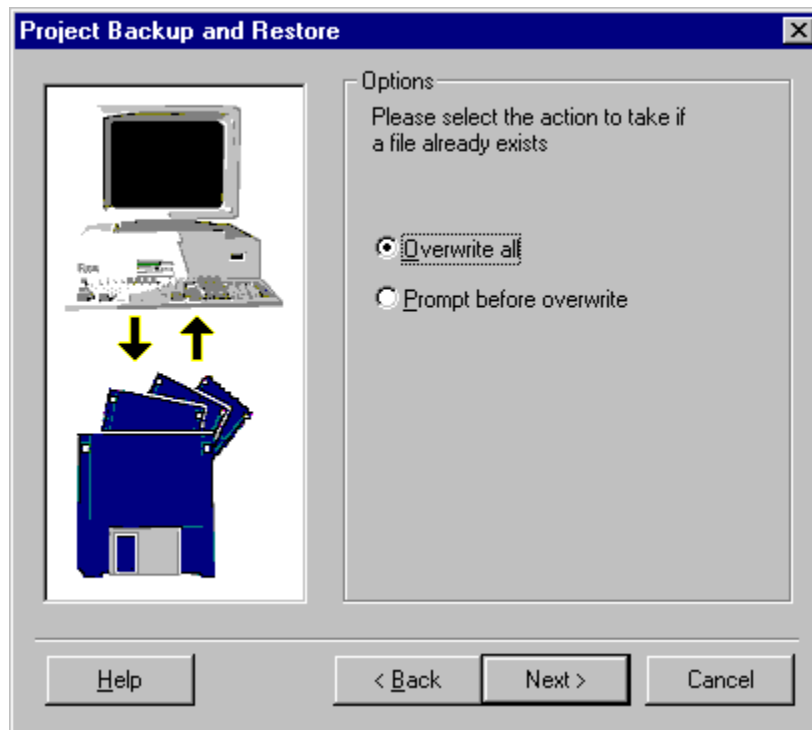 Project Backup and Restore
Options
Please select the action to take if
a file already exists
Overwrite all
Prompt before overwrite
Help
< Back
Next >
Cancel